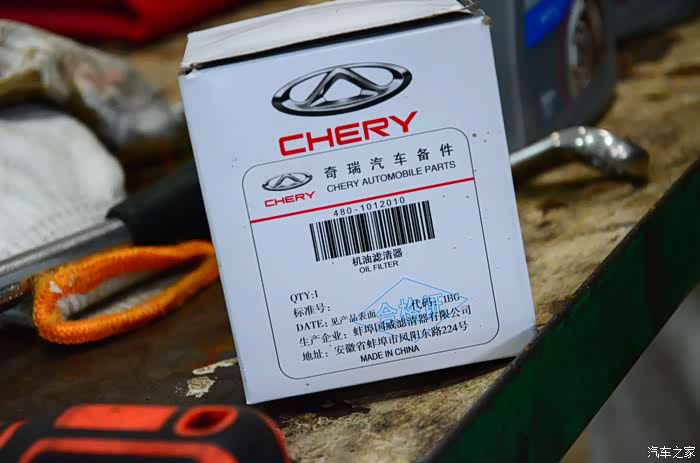 CHERY
奇瑞汽车备件
CHERY AUTOMOBILE PARTS
CHERY
480-1012010
机油滤清器
OIL FILTER
QTY:1
标准号:
DATE:见产品表面 代码:1BG
合格
生产企业:蚌埠国威滤清器有限公司
地址:安徽省蚌埠市凤阳东路224号
MADE IN CHINA
汽车之家